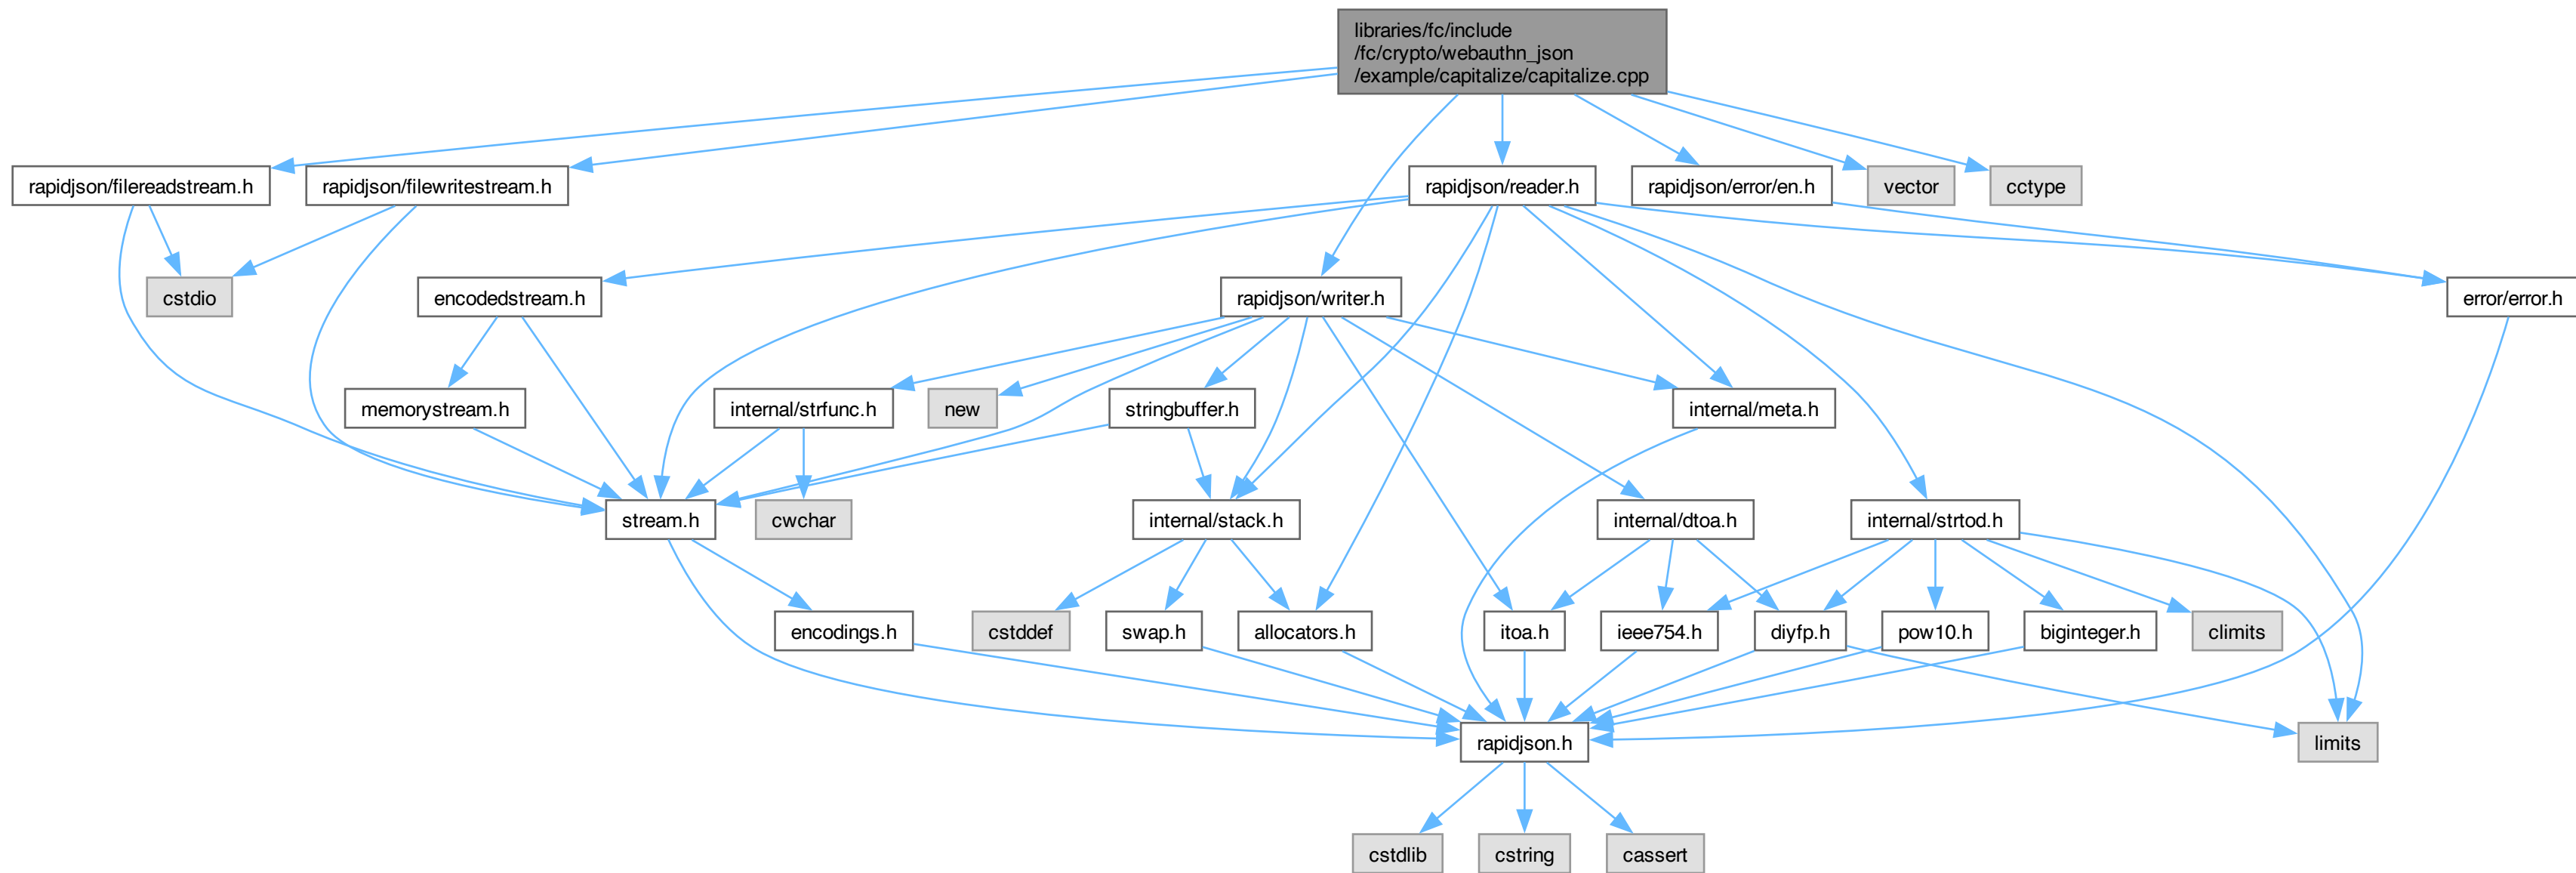 libraries/fc/include
/fc/crypto/webauthn_json
/example/capitalize/capitalize.cpp
rapidjson/filereadstream.h
rapidjson/filewritestream.h
rapidjson/reader.h
rapidjson/error/en.h
vector
cctype
cstdio
encodedstream.h
rapidjson/writer.h
error/error.h
memorystream.h
internal/strfunc.h
new
stringbuffer.h
internal/meta.h
stream.h
cwchar
internal/stack.h
internal/dtoa.h
internal/strtod.h
encodings.h
cstddef
swap.h
allocators.h
itoa.h
ieee754.h
diyfp.h
pow10.h
biginteger.h
climits
rapidjson.h
limits
cstdlib
cstring
cassert